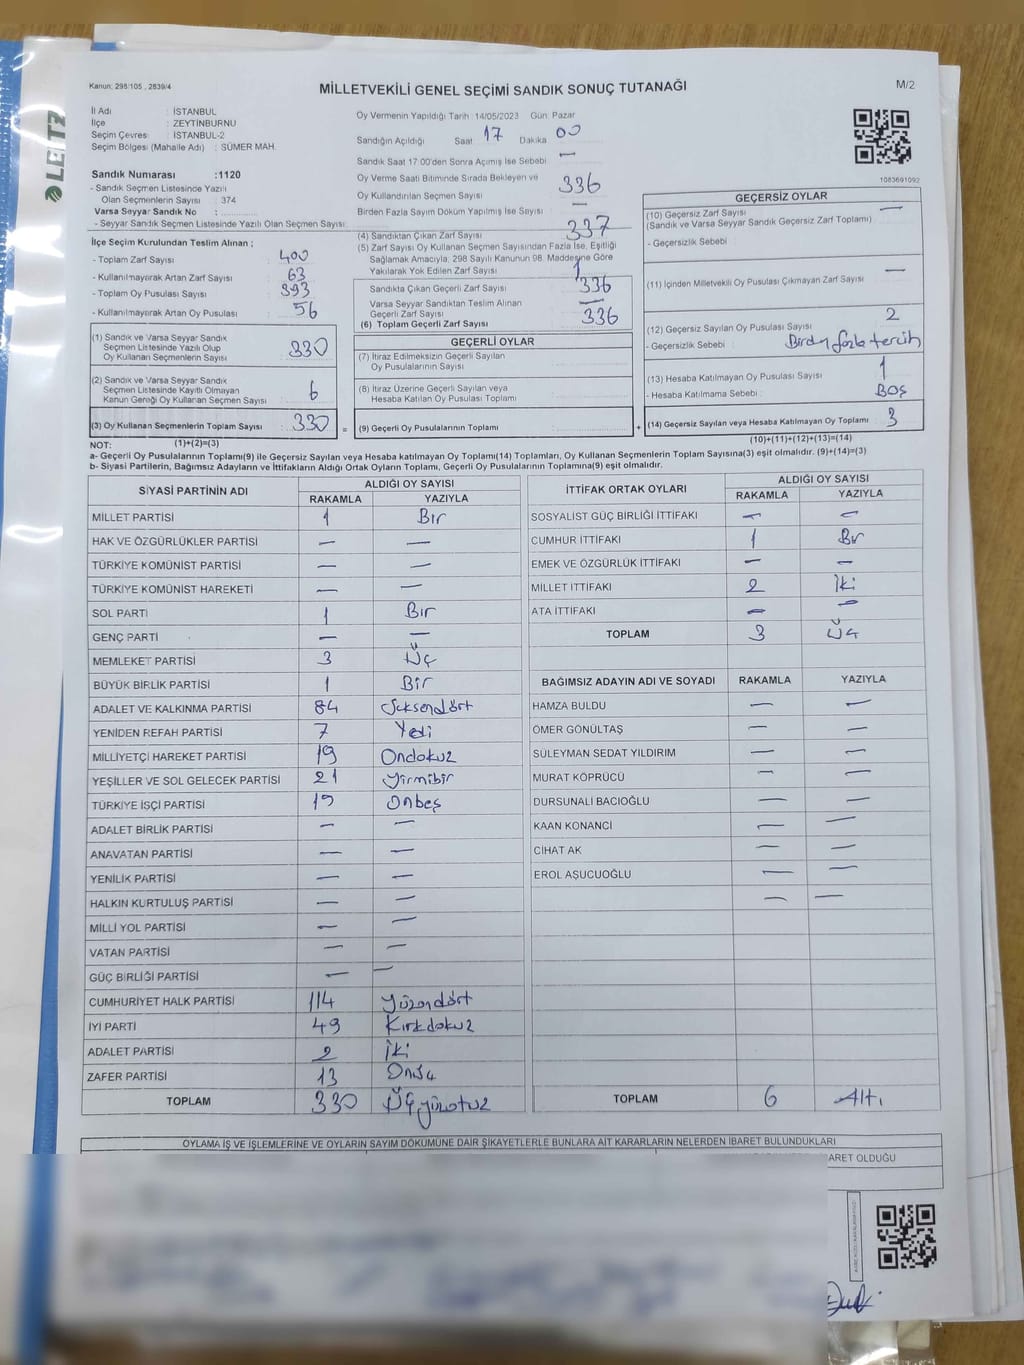 LEITZ
Kanun: 298/105 , 2839/4
MİLLETVEKİLİ GENEL SEÇİMİ SANDIK SONUÇ TUTANAĞI
M/2
İl Adı : İSTANBUL
İlçe : ZEYTİNBURNU
Seçim Çevresi : İSTANBUL-2
Seçim Bölgesi (Mahalle Adı) : SÜMER MAH.
Sandık Numarası :1120
- Sandık Seçmen Listesinde Yazılı
Olan Seçmenlerin Sayısı : 374
Varsa Seyyar Sandık No :
- Seyyar Sandık Seçmen Listesinde Yazılı Olan Seçmen Sayısı:
İlçe Seçim Kurulundan Teslim Alınan ;
- Toplam Zarf Sayısı : 400
- Kullanılmayarak Artan Zarf Sayısı : 63
- Toplam Oy Pusulası Sayısı : 393
- Kullanılmayarak Artan Oy Pusulası : 56
(1) Sandık ve Varsa Seyyar Sandık
Seçmen Listesinde Yazılı Olup
Oy Kullanan Seçmenlerin Sayısı : 330
(2) Sandık ve Varsa Seyyar Sandık
Seçmen Listesinde Kayıtlı Olmayan
Kanun Gereği Oy Kullanan Seçmen Sayısı : 6
(3) Oy Kullanan Seçmenlerin Toplam Sayısı : 330
Oy Vermenin Yapıldığı Tarih : 14/05/2023 Gün: Pazar
Sandığın Açıldığı Saat 17 Dakika 00
Sandık Saat 17:00'den Sonra Açılmış İse Sebebi : —
Oy Verme Saati Bitiminde Sırada Bekleyen ve
Oy Kullandırılan Seçmen Sayısı : 336
Birden Fazla Sayım Döküm Yapılmış İse Sayısı : —
(4) Sandıktan Çıkan Zarf Sayısı : 337
(5) Zarf Sayısı Oy Kullanan Seçmen Sayısından Fazla İse, Eşitliği
Sağlamak Amacıyla, 298 Sayılı Kanunun 98. Maddesine Göre
Yakılarak Yok Edilen Zarf Sayısı : 1
Sandıkta Çıkan Geçerli Zarf Sayısı : 336
Varsa Seyyar Sandıktan Teslim Alınan
Geçerli Zarf Sayısı : —
(6) Toplam Geçerli Zarf Sayısı : 336
GEÇERLİ OYLAR
(7) İtiraz Edilmeksizin Geçerli Sayılan
Oy Pusulalarının Sayısı :
(8) İtiraz Üzerine Geçerli Sayılan veya
Hesaba Katılan Oy Pusulası Toplamı :
= (9) Geçerli Oy Pusulalarının Toplamı : +
1083691092
GEÇERSİZ OYLAR
(10) Geçersiz Zarf Sayısı : —
(Sandık ve Varsa Seyyar Sandık Geçersiz Zarf Toplamı)
- Geçersizlik Sebebi :
(11) İçinden Milletvekili Oy Pusulası Çıkmayan Zarf Sayısı : —
(12) Geçersiz Sayılan Oy Pusulası Sayısı : 2
- Geçersizlik Sebebi : Birden fazla tercih
(13) Hesaba Katılmayan Oy Pusulası Sayısı : 1
- Hesaba Katılmama Sebebi : Boş
(14) Geçersiz Sayılan veya Hesaba Katılmayan Oy Toplamı : 3
NOT: (1)+(2)=(3)
(10)+(11)+(12)+(13)=(14)
a- Geçerli Oy Pusulalarının Toplamı(9) ile Geçersiz Sayılan veya Hesaba katılmayan Oy Toplamı(14) Toplamları, Oy Kullanan Seçmenlerin Toplam Sayısına(3) eşit olmalıdır. (9)+(14)=(3)
b- Siyasi Partilerin, Bağımsız Adayların ve İttifakların Aldığı Ortak Oyların Toplamı, Geçerli Oy Pusulalarının Toplamına(9) eşit olmalıdır.
SİYASİ PARTİNİN ADI ALDIĞI OY SAYISI
RAKAMLA YAZIYLA
MİLLET PARTİSİ 1 Bir
HAK VE ÖZGÜRLÜKLER PARTİSİ — —
TÜRKİYE KOMÜNİST PARTİSİ — —
TÜRKİYE KOMÜNİST HAREKETİ — —
SOL PARTİ 1 Bir
GENÇ PARTİ — —
MEMLEKET PARTİSİ 3 Üç
BÜYÜK BİRLİK PARTİSİ 1 Bir
ADALET VE KALKINMA PARTİSİ 84 Seksendört
YENİDEN REFAH PARTİSİ 7 Yedi
MİLLİYETÇİ HAREKET PARTİSİ 19 Ondokuz
YEŞİLLER VE SOL GELECEK PARTİSİ 21 Yirmibir
TÜRKİYE İŞÇİ PARTİSİ Onbeş
ADALET BİRLİK PARTİSİ — —
ANAVATAN PARTİSİ — —
YENİLİK PARTİSİ — —
HALKIN KURTULUŞ PARTİSİ — —
MİLLİ YOL PARTİSİ — —
VATAN PARTİSİ — —
GÜÇ BİRLİĞİ PARTİSİ — —
CUMHURİYET HALK PARTİSİ 114 Yüzondört
İYİ PARTİ 49 Kırkdokuz
ADALET PARTİSİ 2 İki
ZAFER PARTİSİ 13 Onüç
TOPLAM 330 Üçyüzotuz
İTTİFAK ORTAK OYLARI ALDIĞI OY SAYISI
RAKAMLA YAZIYLA
SOSYALİST GÜÇ BİRLİĞİ İTTİFAKI — —
CUMHUR İTTİFAKI 1 Bir
EMEK VE ÖZGÜRLÜK İTTİFAKI — —
MİLLET İTTİFAKI 2 İki
ATA İTTİFAKI — —
TOPLAM 3 Üç
BAĞIMSIZ ADAYIN ADI VE SOYADI RAKAMLA YAZIYLA
HAMZA BULDU — —
ÖMER GÖNÜLTAŞ — —
SÜLEYMAN SEDAT YILDIRIM — —
MURAT KÖPRÜCÜ — —
DURSUNALİ BACIOĞLU — —
KAAN KONANCİ — —
CİHAT AK — —
EROL AŞUCUOĞLU — —
— —
TOPLAM 6 Altı
OYLAMA İŞ VE İŞLEMLERİNE VE OYLARIN SAYIM DÖKÜMÜNE DAİR ŞİKAYETLERLE BUNLARA AİT KARARLARIN NELERDEN İBARET BULUNDUKLARI
ARET OLDUĞU